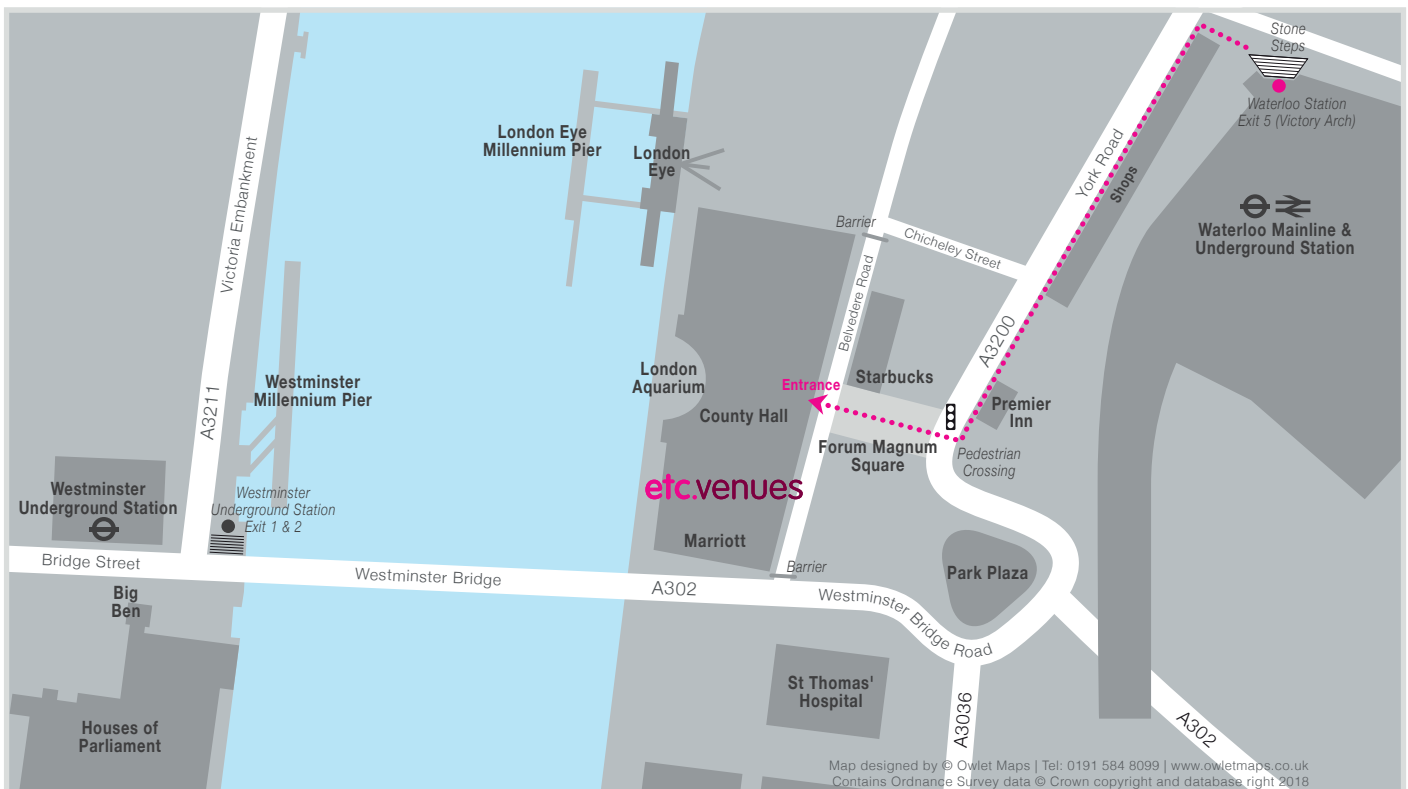 Stone
Steps
Waterloo Station
Exit 5 (Victory Arch)
London Eye
Millennium Pier
London
Eye
Victoria Embankment
York Road
Shops
Waterloo Mainline &
Underground Station
Barrier
Chicheley Street
Belvedere Road
A3200
London
Aquarium
Entrance
Starbucks
County Hall
Premier
Inn
Westminster
Millennium Pier
A3211
Forum Magnum
Square
Pedestrian
Crossing
etc.venues
Westminster
Underground Station
Westminster
Underground Station
Exit 1 & 2
Marriott
Bridge Street
Westminster Bridge
A302
Barrier
Westminster Bridge Road
Park Plaza
Big
Ben
St Thomas'
Hospital
Houses of
Parliament
A3036
A302
Map designed by © Owlet Maps | Tel: 0191 584 8099 | www.owletmaps.co.uk
Contains Ordnance Survey data © Crown copyright and database right 2018